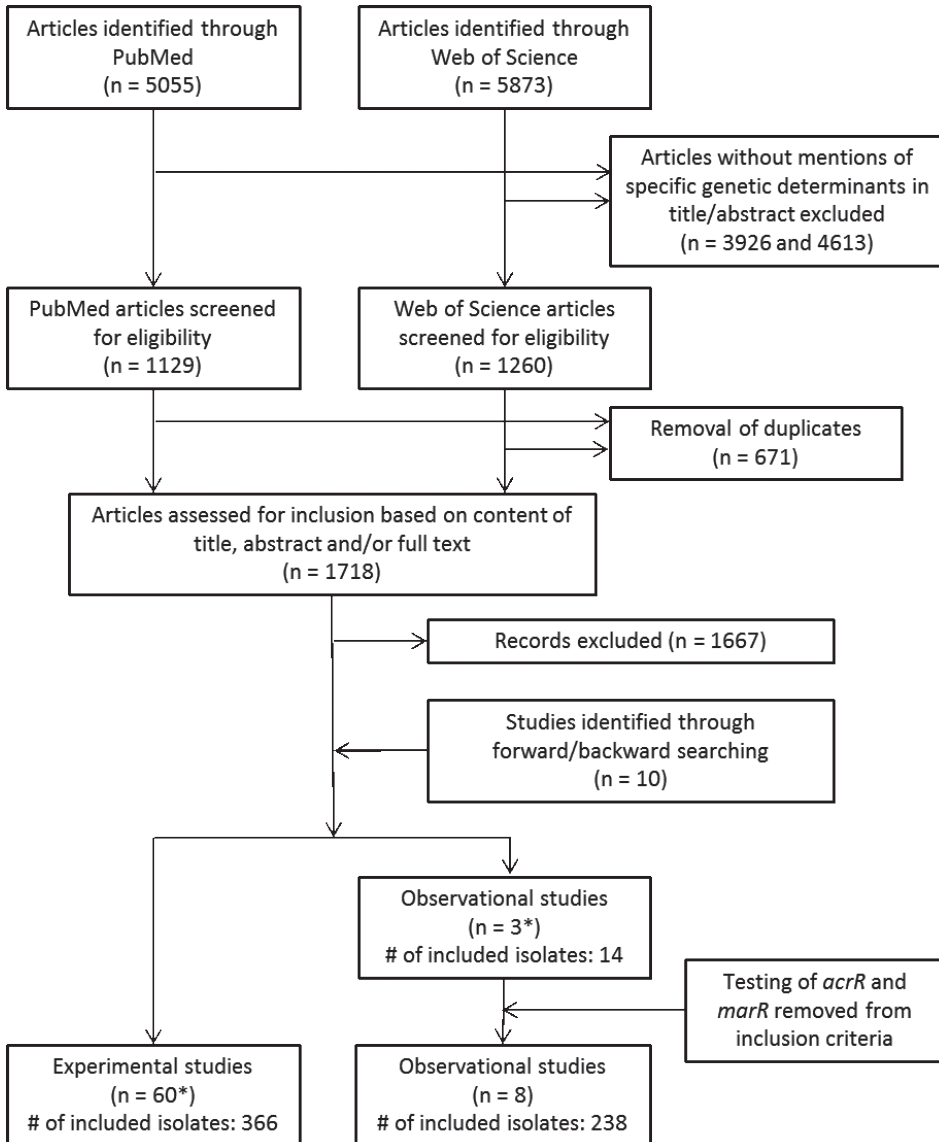 Articles identified through
PubMed
(n = 5055)
Articles identified through
Web of Science
(n = 5873)
Articles without mentions of
specific genetic determinants in
title/abstract excluded
(n = 3926 and 4613)
PubMed articles screened
for eligibility
(n = 1129)
Web of Science articles
screened for eligibility
(n = 1260)
Removal of duplicates
(n = 671)
Articles assessed for inclusion based on content of
title, abstract and/or full text
(n = 1718)
Records excluded (n = 1667)
Studies identified through
forward/backward searching
(n = 10)
Observational studies
(n = 3*)
# of included isolates: 14
Testing of acrR and
marR removed from
inclusion criteria
Experimental studies
(n = 60*)
# of included isolates: 366
Observational studies
(n = 8)
# of included isolates: 238